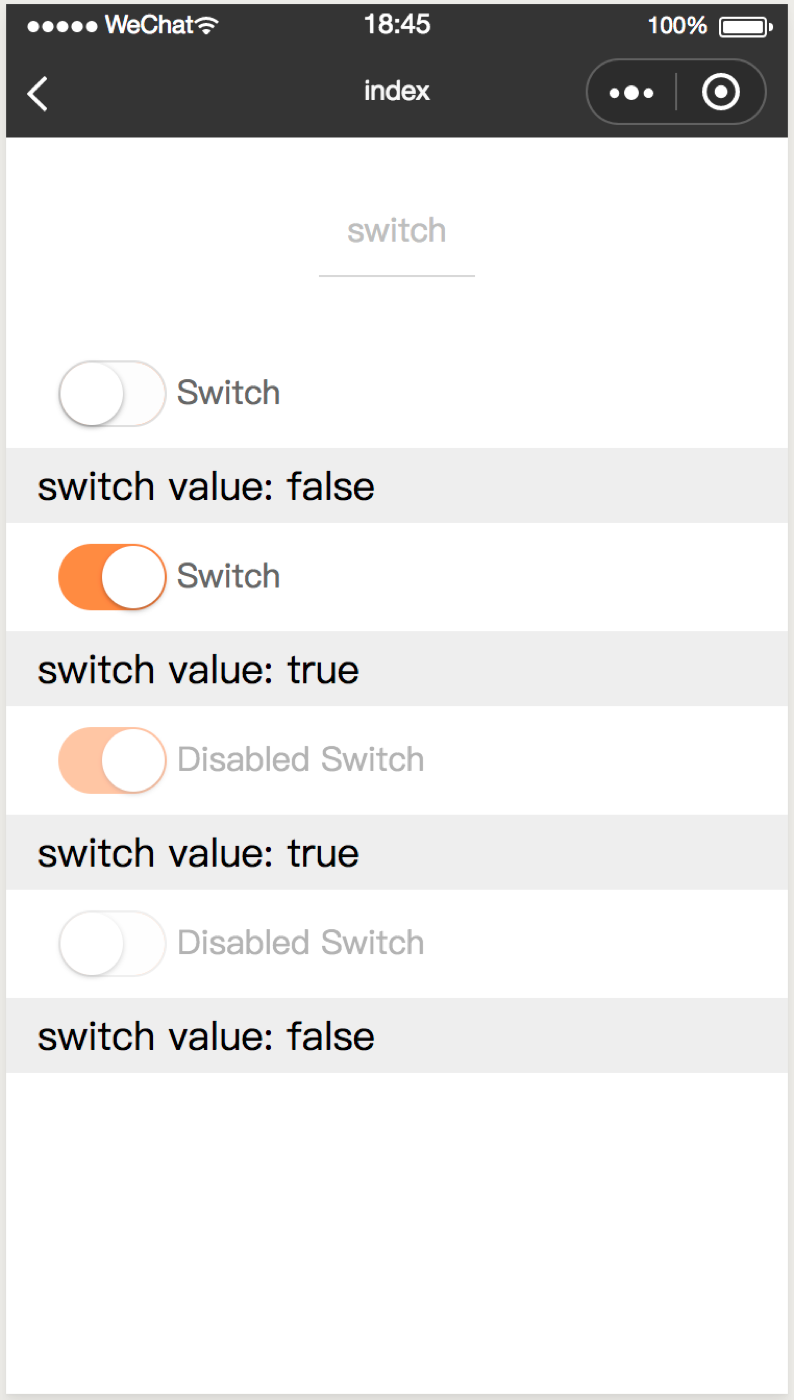 WeChat 18:45 100%
index
switch
Switch
switch value: false
Switch
switch value: true
Disabled Switch
switch value: true
Disabled Switch
switch value: false